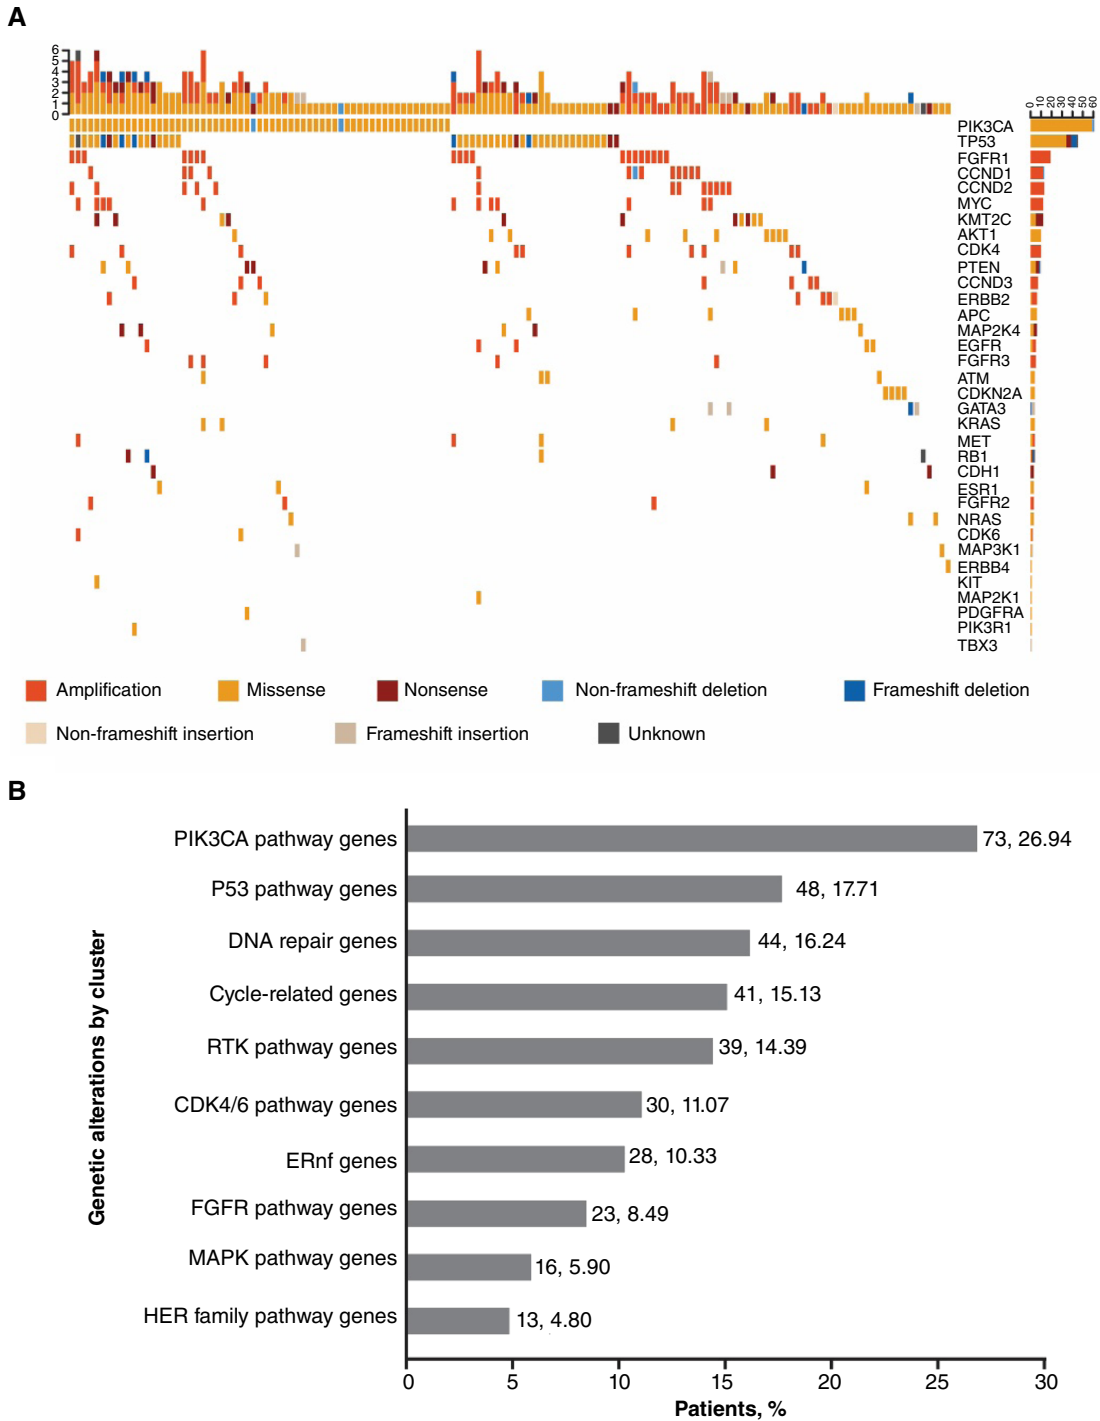 A
6
5
4
3
2
1
0
0 10 20 30 40 50 60
PIK3CA
TP53
FGFR1
CCND1
CCND2
MYC
KMT2C
AKT1
CDK4
PTEN
CCND3
ERBB2
APC
MAP2K4
EGFR
FGFR3
ATM
CDKN2A
GATA3
KRAS
MET
RB1
CDH1
ESR1
FGFR2
NRAS
CDK6
MAP3K1
ERBB4
KIT
MAP2K1
PDGFRA
PIK3R1
TBX3
Amplification Missense Nonsense Non-frameshift deletion Frameshift deletion
Non-frameshift insertion Frameshift insertion Unknown
B
Genetic alterations by cluster
PIK3CA pathway genes 73, 26.94
P53 pathway genes 48, 17.71
DNA repair genes 44, 16.24
Cycle-related genes 41, 15.13
RTK pathway genes 39, 14.39
CDK4/6 pathway genes 30, 11.07
ERnf genes 28, 10.33
FGFR pathway genes 23, 8.49
MAPK pathway genes 16, 5.90
HER family pathway genes 13, 4.80
0 5 10 15 20 25 30
Patients, %